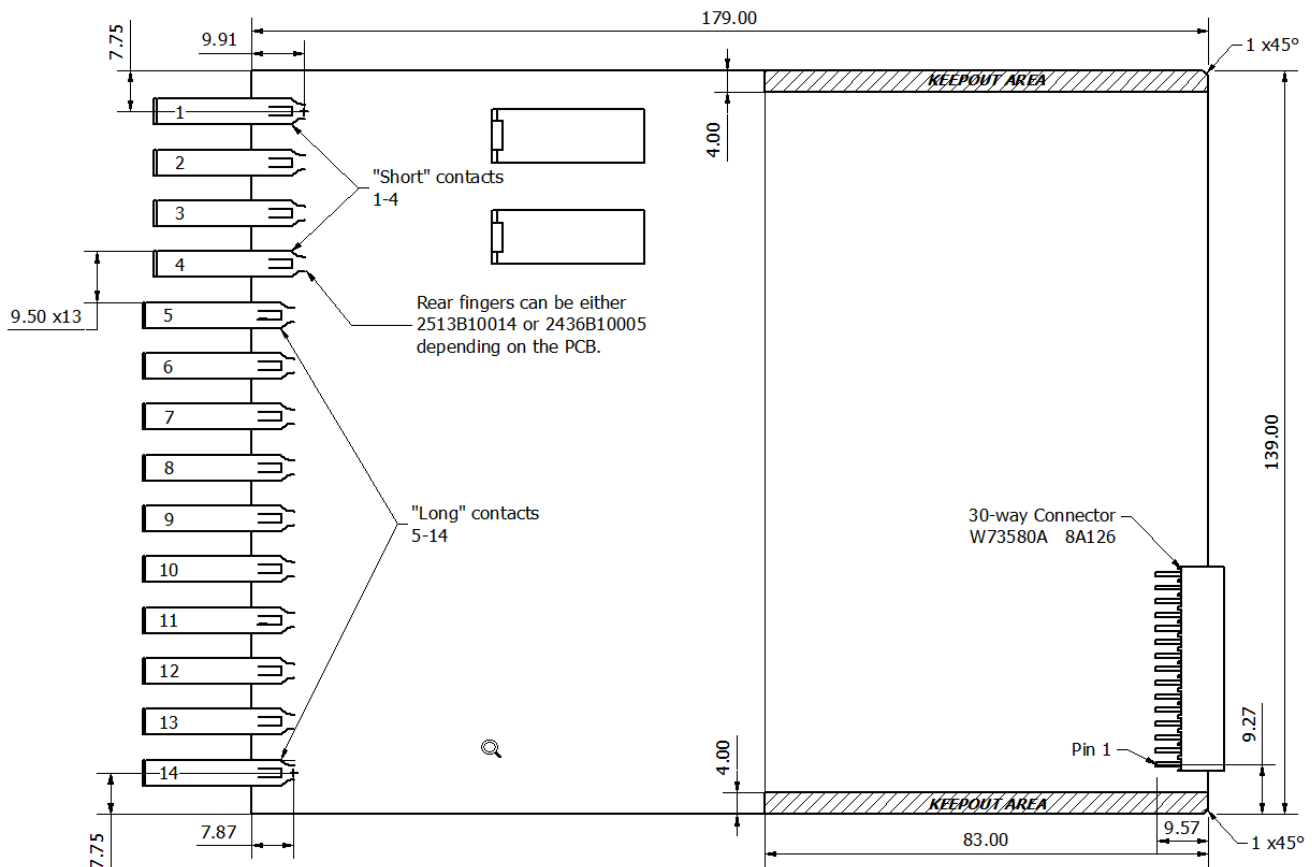 179.00
7.75
9.91
1 x45°
KEEPOUT AREA
4.00
1
2
3
4
5
6
7
8
9
10
11
12
13
14
"Short" contacts
1-4
9.50 x13
Rear fingers can be either
2513B10014 or 2436B10005
depending on the PCB.
139.00
"Long" contacts
5-14
30-way Connector
W73580A 8A126
9.27
Pin 1
4.00
KEEPOUT AREA
7.75
7.87
83.00
9.57
1 x45°